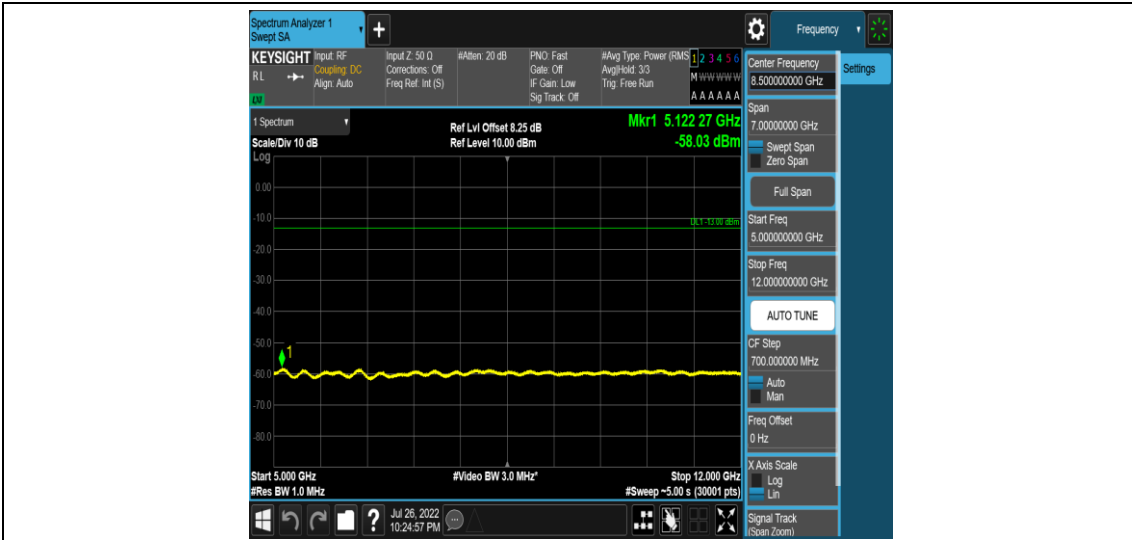 Spectrum Analyzer 1
Swept SA
+
Frequency
KEYSIGHT
RL
LXI
Input: RF
Coupling: DC
Align: Auto
Input Z: 50 Ω
Corrections: Off
Freq Ref: Int (S)
#Atten: 20 dB
PNO: Fast
Gate: Off
IF Gain: Low
Sig Track: Off
#Avg Type: Power (RMS
Avg|Hold: 3/3
Trig: Free Run
1 2 3 4 5 6
M W W W W W
A A A A A A
1 Spectrum
Scale/Div 10 dB
Log
Ref Lvl Offset 8.25 dB
Ref Level 10.00 dBm
Mkr1 5.122 27 GHz
-58.03 dBm
0.00
-10.0
DL1 -13.00 dBm
-20.0
-30.0
-40.0
-50.0
1
-60.0
-70.0
-80.0
Start 5.000 GHz
#Res BW 1.0 MHz
#Video BW 3.0 MHz*
Stop 12.000 GHz
#Sweep ~5.00 s (30001 pts)
?
Jul 26, 2022
10:24:57 PM
Center Frequency
8.500000000 GHz
Settings
Span
7.00000000 GHz
Swept Span
Zero Span
Full Span
Start Freq
5.000000000 GHz
Stop Freq
12.000000000 GHz
AUTO TUNE
CF Step
700.000000 MHz
Auto
Man
Freq Offset
0 Hz
X Axis Scale
Log
Lin
Signal Track
(Span Zoom)